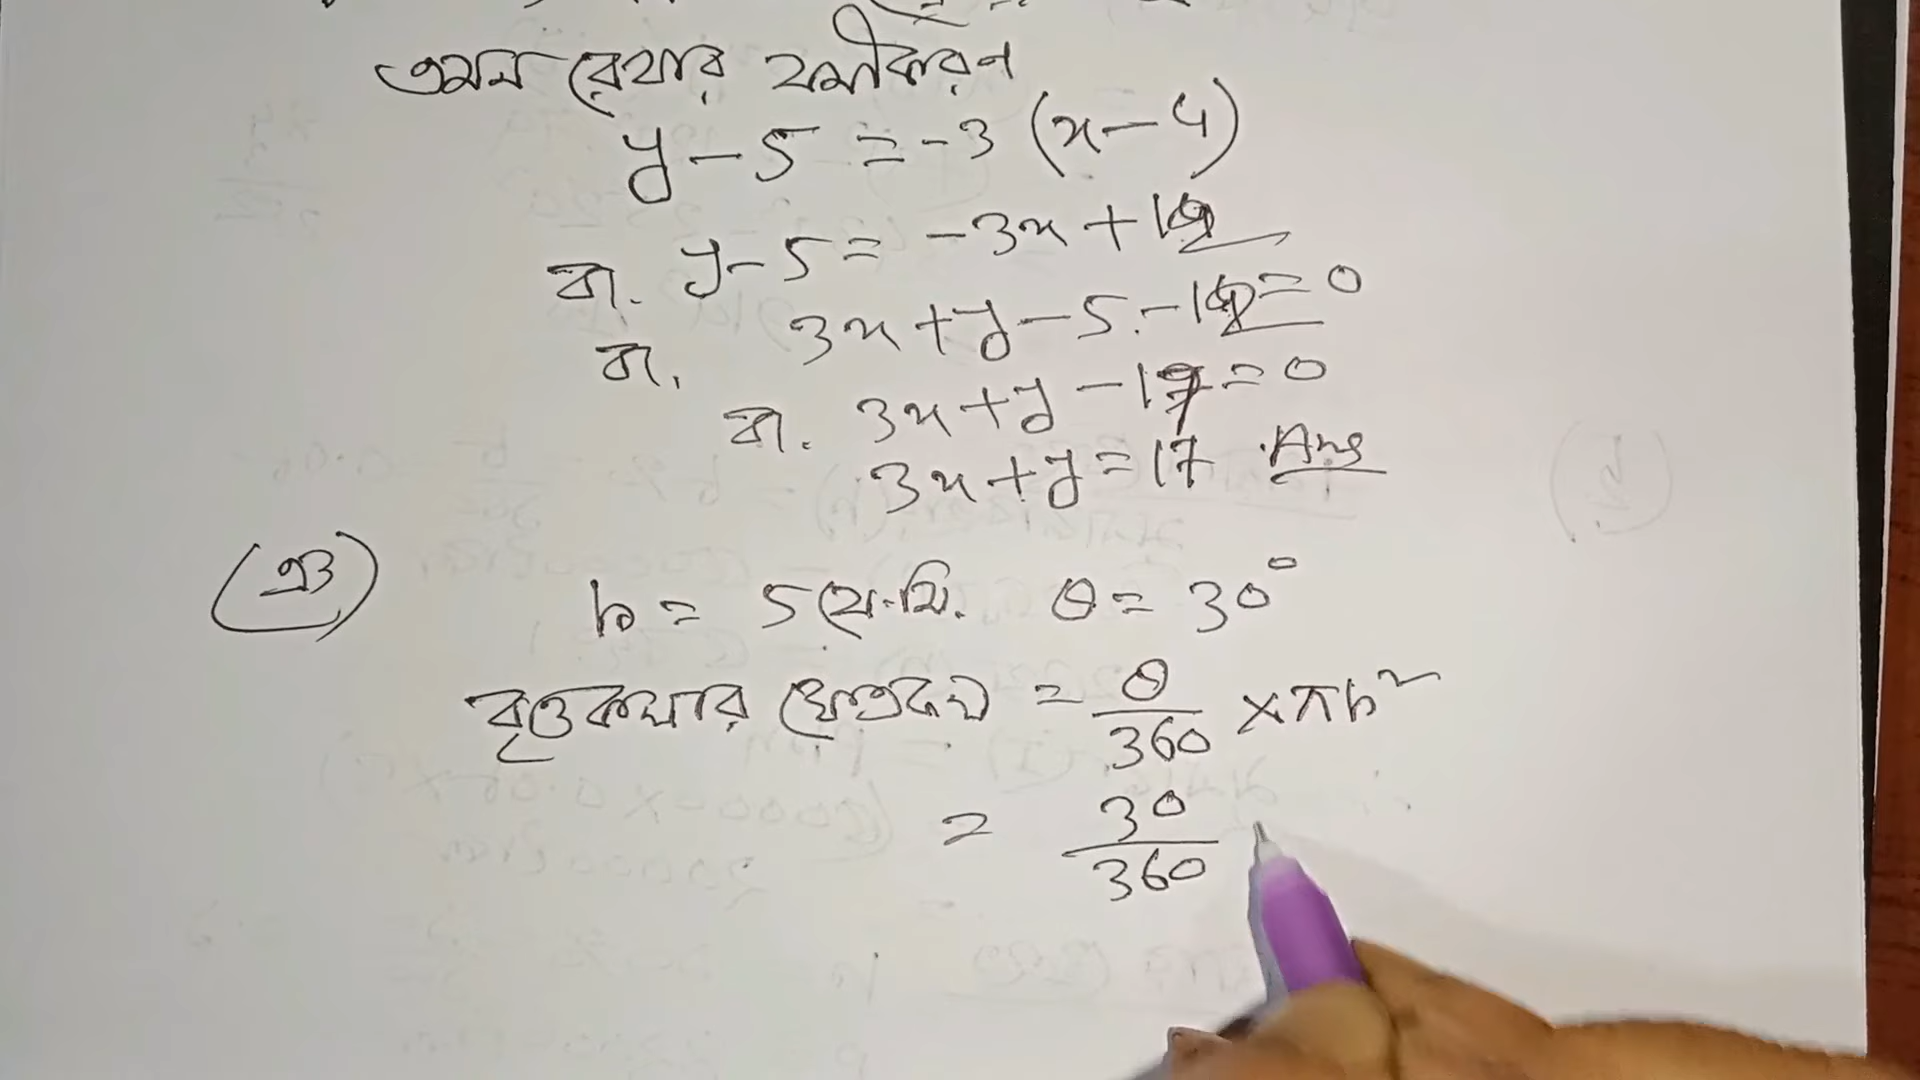 এমন রেখার সমীকরণ
y - 5 = -3 (x - 4)
বা, y - 5 = -3x + 12
বা, 3x + y - 5 - 12 = 0
বা, 3x + y - 17 = 0
3x + y = 17 Ans
(ঞ) r = 5 সে.মি. θ = 30°
বৃত্তকলার ক্ষেত্রফল = θ/360 × πr²
= 30/360